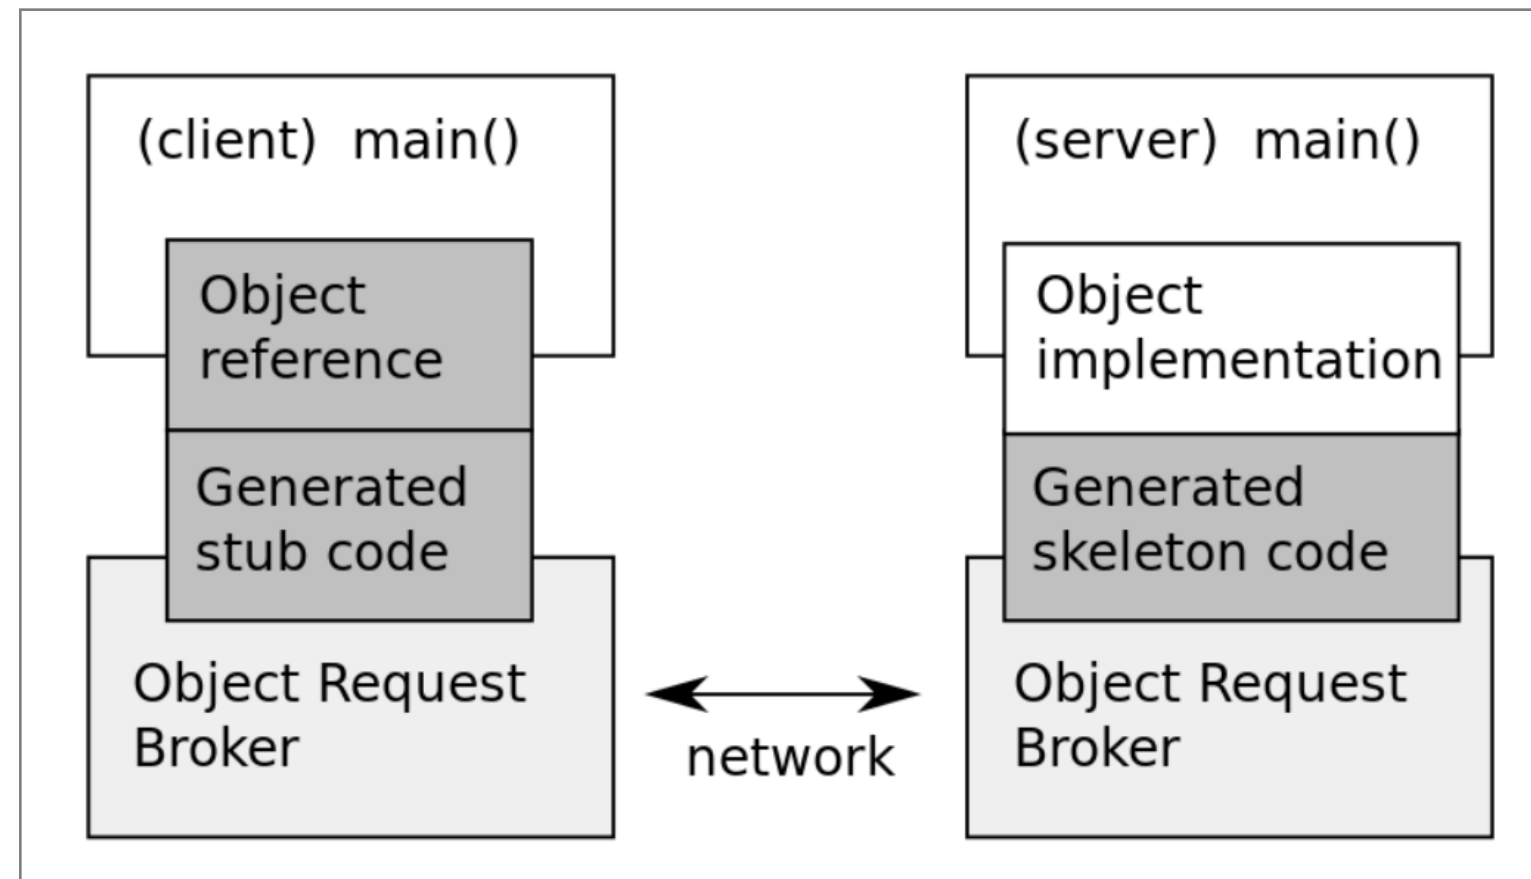 (client)  main()
Object
reference
Generated
stub code
Object Request
Broker
network
(server)  main()
Object
implementation
Generated
skeleton code
Object Request
Broker